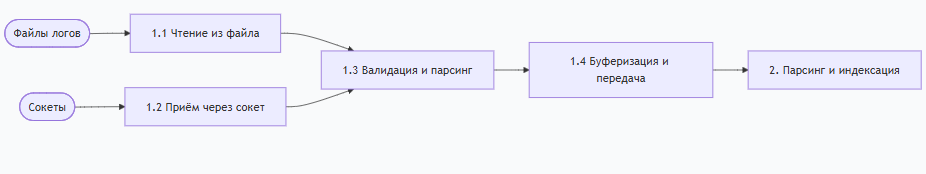 Файлы логов
1.1 Чтение из файла
Сокеты
1.2 Приём через сокет
1.3 Валидация и парсинг
1.4 Буферизация и
передача
2. Парсинг и индексация